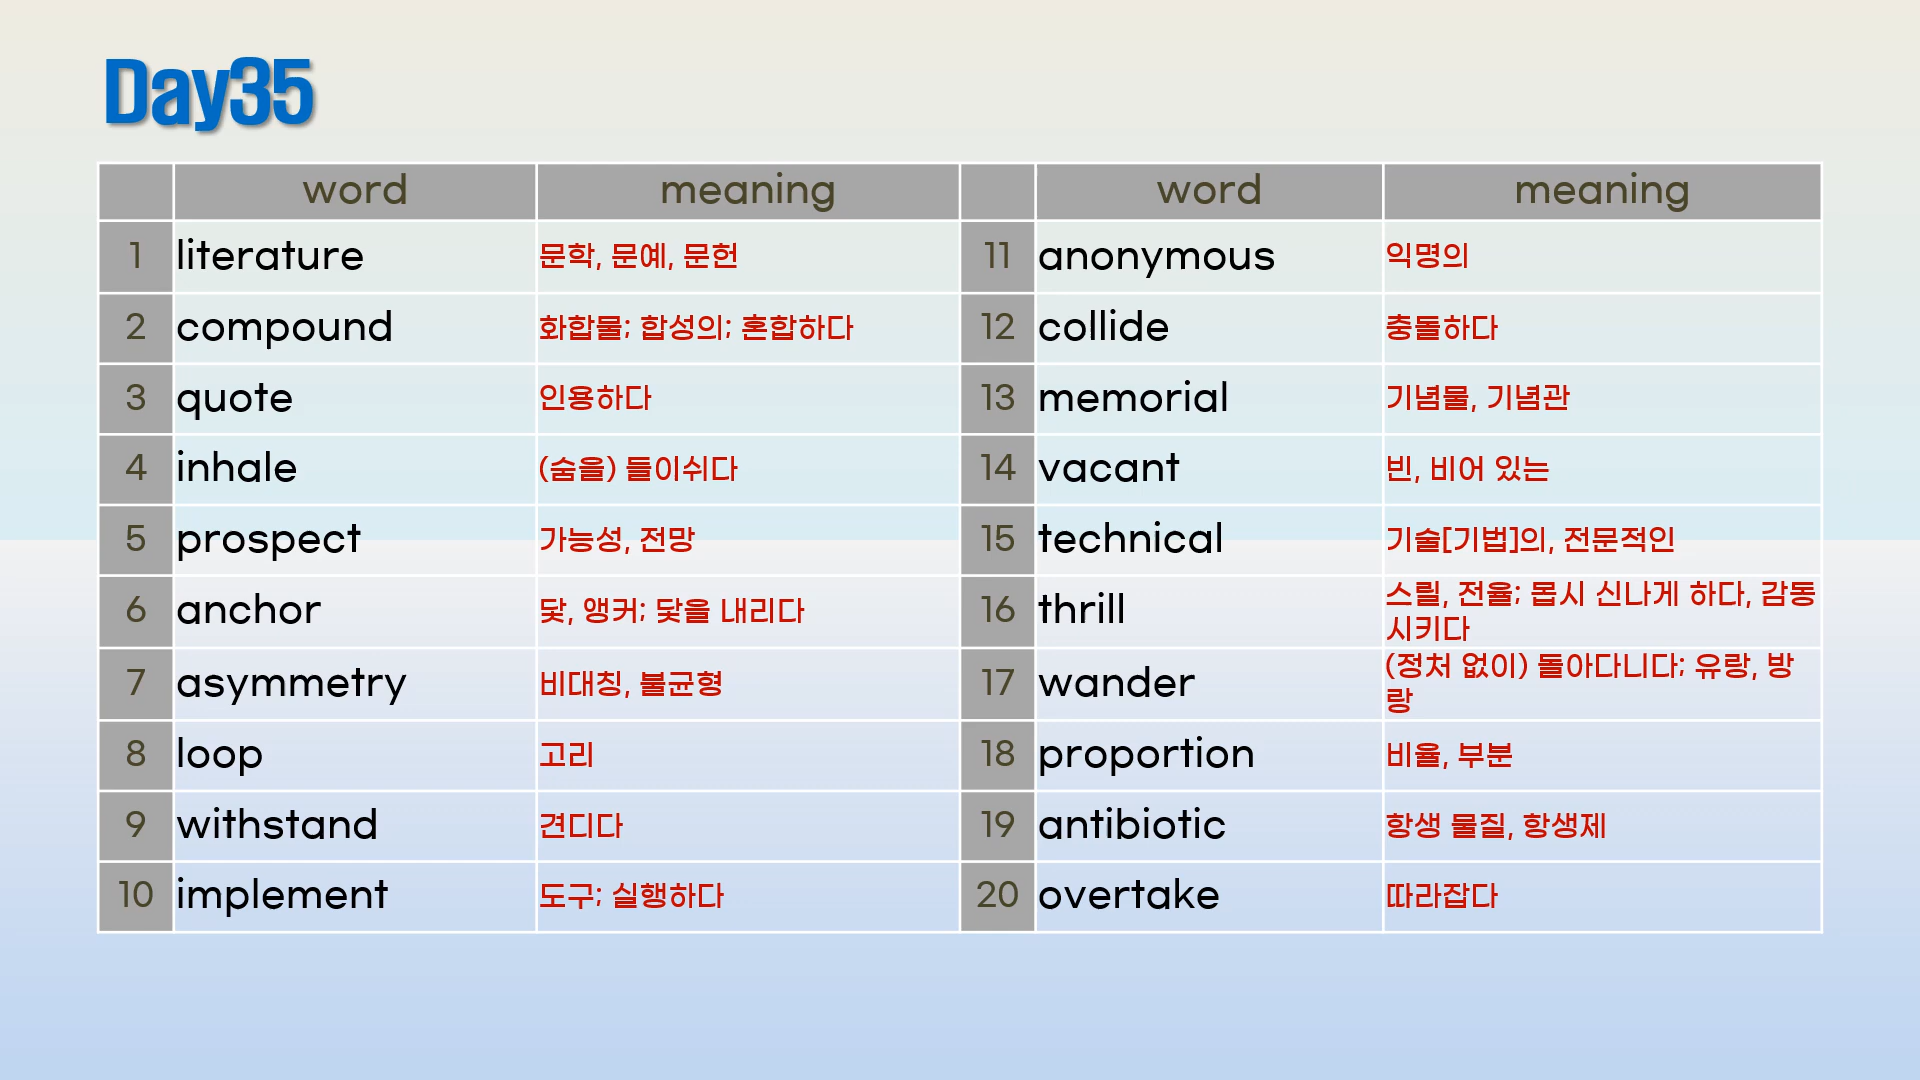 Day35
word meaning word meaning
1 literature 문학, 문예, 문헌 11 anonymous 익명의
2 compound 화합물; 합성의; 혼합하다 12 collide 충돌하다
3 quote 인용하다 13 memorial 기념물, 기념관
4 inhale (숨을) 들이쉬다 14 vacant 빈, 비어 있는
5 prospect 가능성, 전망 15 technical 기술[기법]의, 전문적인
6 anchor 닻, 앵커; 닻을 내리다 16 thrill 스릴, 전율; 몹시 신나게 하다, 감동
시키다
7 asymmetry 비대칭, 불균형 17 wander (정처 없이) 돌아다니다; 유랑, 방
랑
8 loop 고리 18 proportion 비율, 부분
9 withstand 견디다 19 antibiotic 항생 물질, 항생제
10 implement 도구; 실행하다 20 overtake 따라잡다